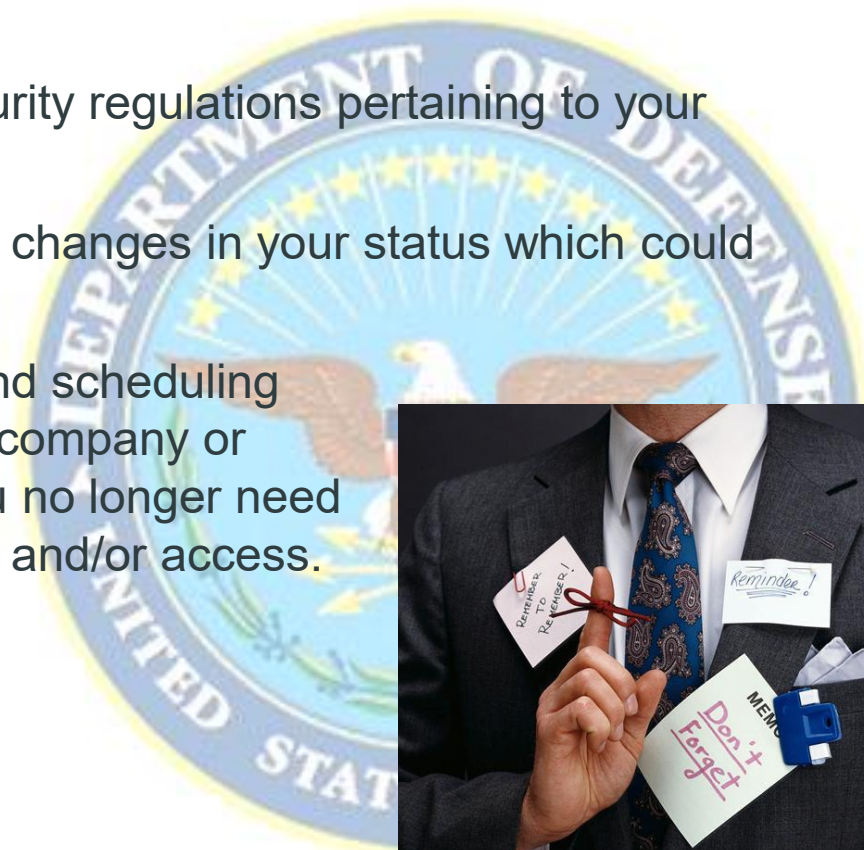 urity regulations pertaining to your
changes in your status which could
nd scheduling
company or
u no longer need
and/or access.
DEPARTMENT OF DEFENSE
UNITED STAT
REMEMBER
TO
REMEMBER!
Reminder!
MEMO
Don't
Forget